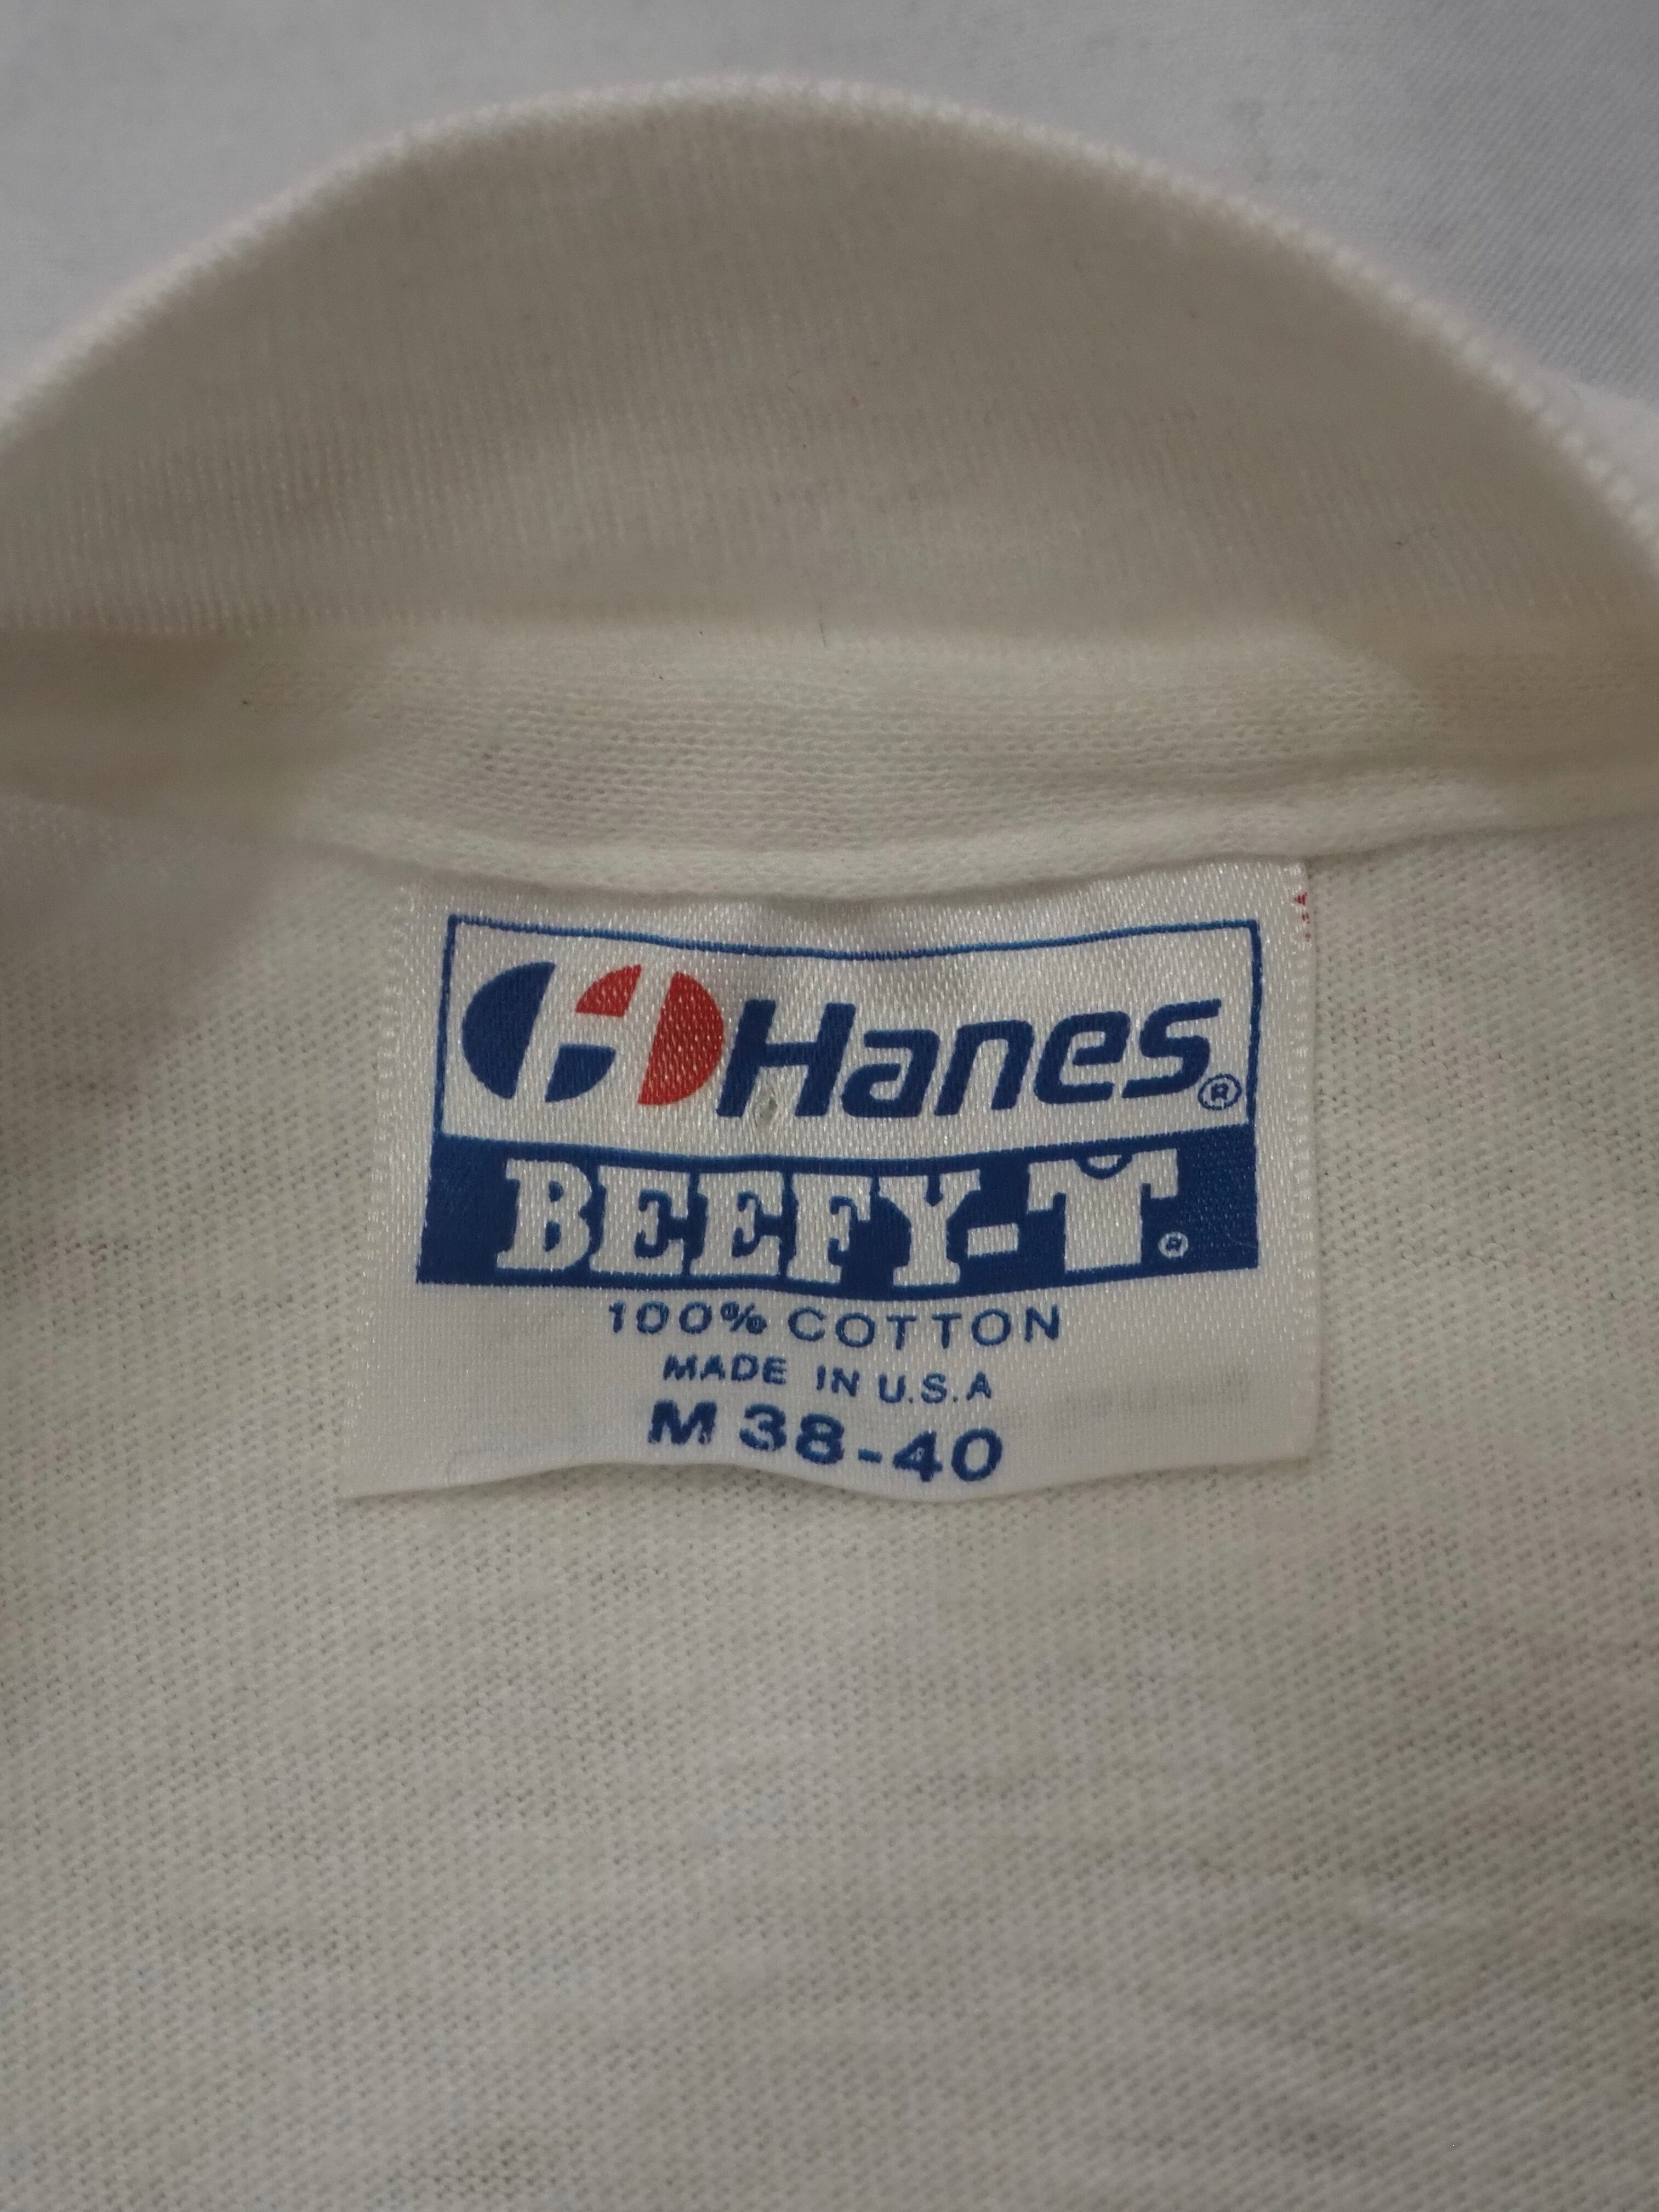 Hanes®
BEEFY-T®
100% COTTON
MADE IN U.S.A
M 38-40